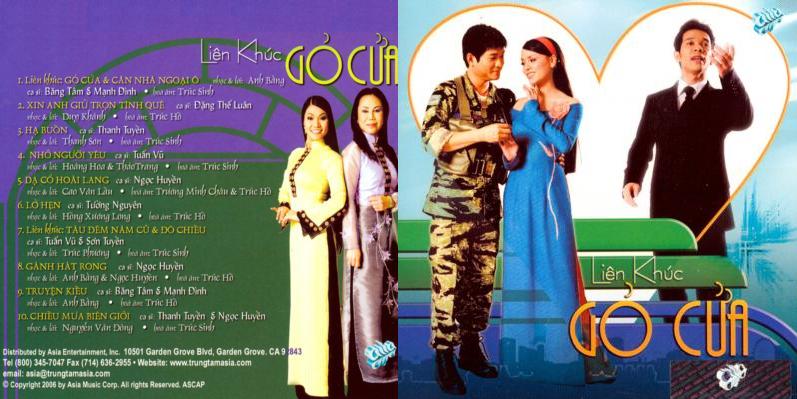 Liên Khúc
GỎ CỬA
1. Liên khúc: GÓ CỦA & CĂN NHÀ NGOẠI Ô nhạc & lời: Anh Bằng
ca sĩ: Băng Tâm & Mạnh Đình • hoà âm: Trúc Sinh
2. XIN ANH GIỮ TRỌN TÌNH QUÊ ca sĩ: Đặng Thế Luân
nhạc & lời: Duy Khánh • hoà âm: Trúc Sinh
3. HẠ BUỒN ca sĩ: Thanh Tuyền
nhạc & lời: Thanh Sơn • hoà âm: Trúc Sinh
4. NHỚ NGƯỜI YÊU ca sĩ: Tuấn Vũ
nhạc & lời: Hoàng Hoa & Thảo Trang • hoà âm: Trúc Sinh
5. DẠ CỔ HOÀI LANG ca sĩ: Ngọc Huyền
nhạc & lời: Cao Văn Lầu • hoà âm: Trương Minh Châu & Trúc Hồ
6. LỠ HẸN ca sĩ: Tường Nguyên
nhạc & lời: Hồng Xương Long • hoà âm: Trúc Hồ
7. Liên khúc: TÀU ĐÊM NĂM CŨ & ĐÒ CHIỀU
ca sĩ: Tuấn Vũ & Sơn Tuyền
nhạc & lời: Trúc Phương • hoà âm: Trúc Sinh
8. GÁNH HÁT RONG ca sĩ: Ngọc Huyền
nhạc & lời: Anh Bằng & Ngọc Huyền • hoà âm: Trúc Hồ
9. TRUYỆN KIỀU ca sĩ: Băng Tâm & Mạnh Đình
nhạc & lời: Anh Bằng • hoà âm: Trúc Hồ
10. CHIỀU MƯA BIÊN GIỚI ca sĩ: Thanh Tuyền & Ngọc Huyền
nhạc & lời: Nguyễn Văn Đông • hoà âm: Trúc Sinh
Distributed by Asia Entertainment, Inc. 10501 Garden Grove Blvd, Garden Grove. CA 92843
Tel (800) 345-7047 Fax (714) 636-2955 • Website: www.trungtamasia.com
email: asia@trungtamasia.com
© Copyright 2006 by Asia Music Corp. All rights Reserved. ASCAP
asia
asia
Liên Khúc
GỎ CỬA